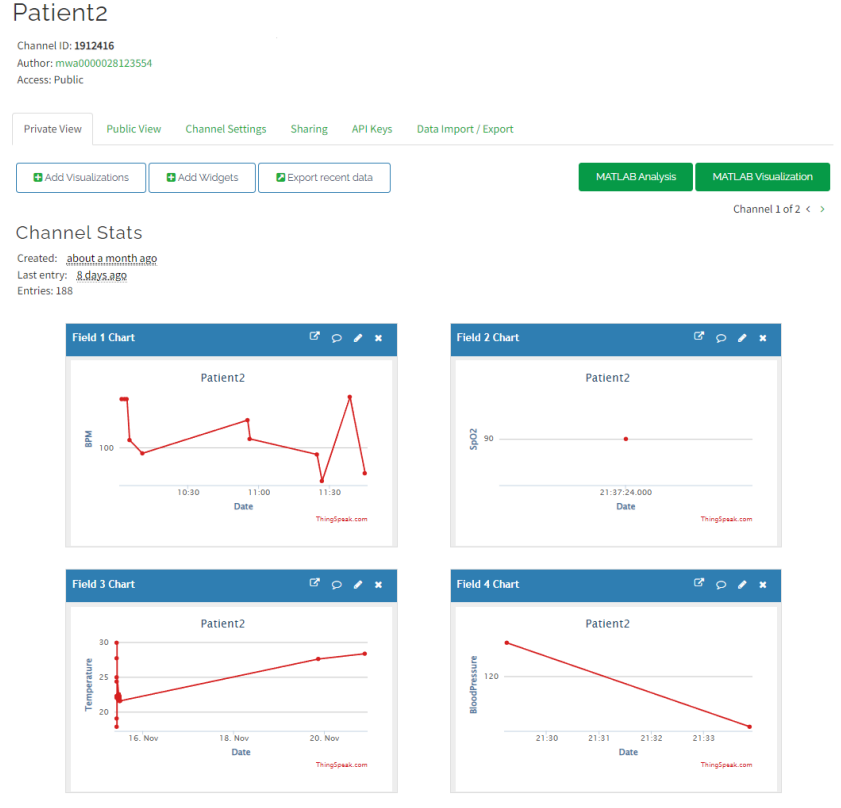 Patient2
Channel ID: 1912416
Author: mwa0000028123554
Access: Public
Private View Public View Channel Settings Sharing API Keys Data Import / Export
Add Visualizations Add Widgets Export recent data MATLAB Analysis MATLAB Visualization
Channel 1 of 2 < >
Channel Stats
Created: about a month ago
Last entry: 8 days ago
Entries: 188
Field 1 Chart
Patient2
BPM
100
10:30 11:00 11:30
Date
ThingSpeak.com
Field 2 Chart
Patient2
SpO2
90
21:37:24.000
Date
ThingSpeak.com
Field 3 Chart
Patient2
Temperature
30
25
20
16. Nov 18. Nov 20. Nov
Date
ThingSpeak.com
Field 4 Chart
Patient2
BloodPressure
120
21:30 21:31 21:32 21:33
Date
ThingSpeak.com